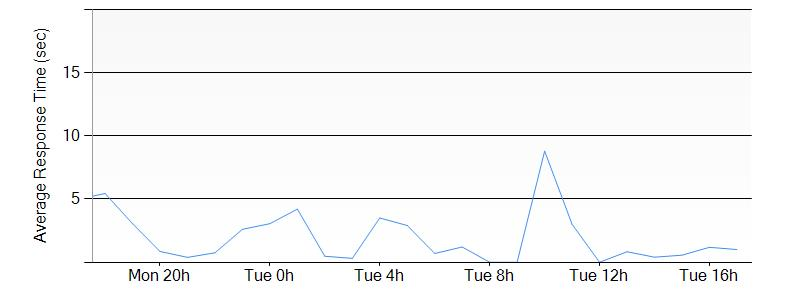 Average Response Time (sec)
15
10
5
Mon 20h
Tue 0h
Tue 4h
Tue 8h
Tue 12h
Tue 16h